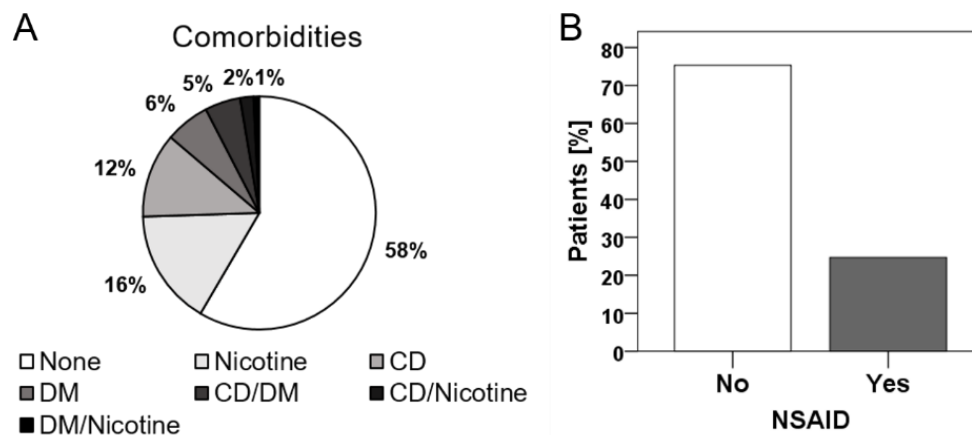 A
Comorbidities
2% 1%
5%
6%
12%
58%
16%
None Nicotine CD
DM CD/DM CD/Nicotine
DM/Nicotine
B
80
70
60
50
40
30
20
10
0
Patients [%]
No Yes
NSAID